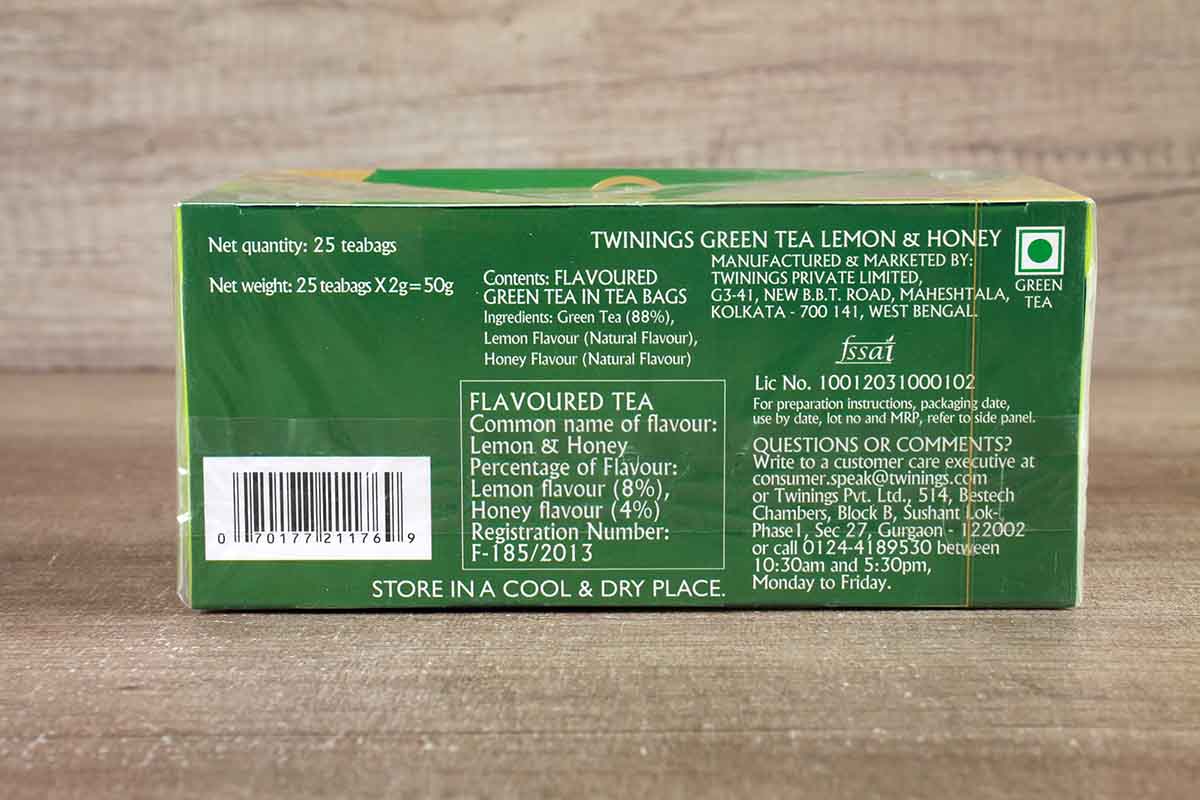 Net quantity: 25 teabags
Net weight: 25 teabags X 2g=50g
Contents: FLAVOURED
GREEN TEA IN TEA BAGS
Ingredients: Green Tea (88%),
Lemon Flavour (Natural Flavour),
Honey Flavour (Natural Flavour)
TWININGS GREEN TEA LEMON & HONEY
MANUFACTURED & MARKETED BY:
TWININGS PRIVATE LIMITED,
G3-41, NEW B.B.T. ROAD, MAHESHTALA,
KOLKATA - 700 141, WEST BENGAL.
GREEN
TEA
fssai
Lic No. 10012031000102
For preparation instructions, packaging date,
use by date, lot no and MRP, refer to side panel.
FLAVOURED TEA
Common name of flavour:
Lemon & Honey
Percentage of Flavour:
Lemon flavour (8%),
Honey flavour (4%)
Registration Number:
F-185/2013
QUESTIONS OR COMMENTS?
Write to a customer care executive at
consumer.speak@twinings.com
or Twinings Pvt. Ltd., 514, Bestech
Chambers, Block B, Sushant Lok-
Phase1, Sec 27, Gurgaon - 122002
or call 0124-4189530 between
10:30am and 5:30pm,
Monday to Friday.
0 70177 21176 9
STORE IN A COOL & DRY PLACE.